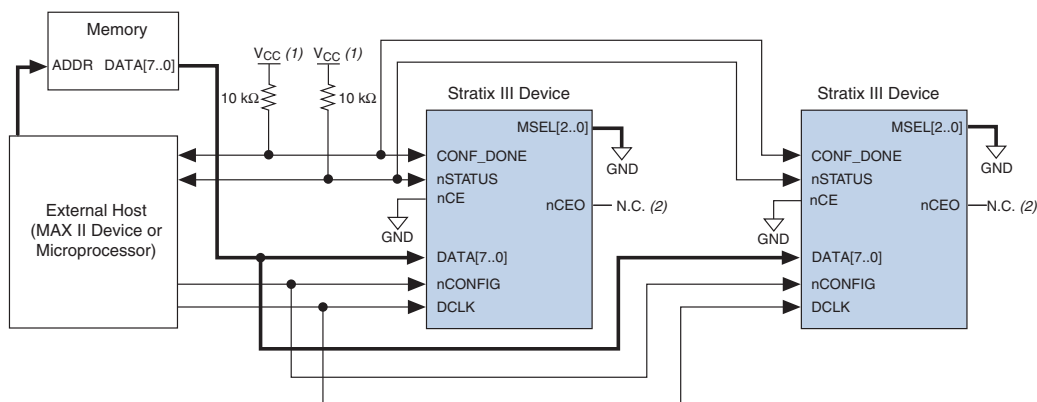 Memory
ADDR DATA[7..0]
VCC (1)
VCC (1)
10 kΩ
10 kΩ
Stratix III Device
MSEL[2..0]
GND
CONF_DONE
nSTATUS
nCE
nCEO
N.C. (2)
GND
DATA[7..0]
nCONFIG
DCLK
External Host
(MAX II Device or
Microprocessor)
Stratix III Device
MSEL[2..0]
GND
CONF_DONE
nSTATUS
nCE
nCEO
N.C. (2)
GND
DATA[7..0]
nCONFIG
DCLK